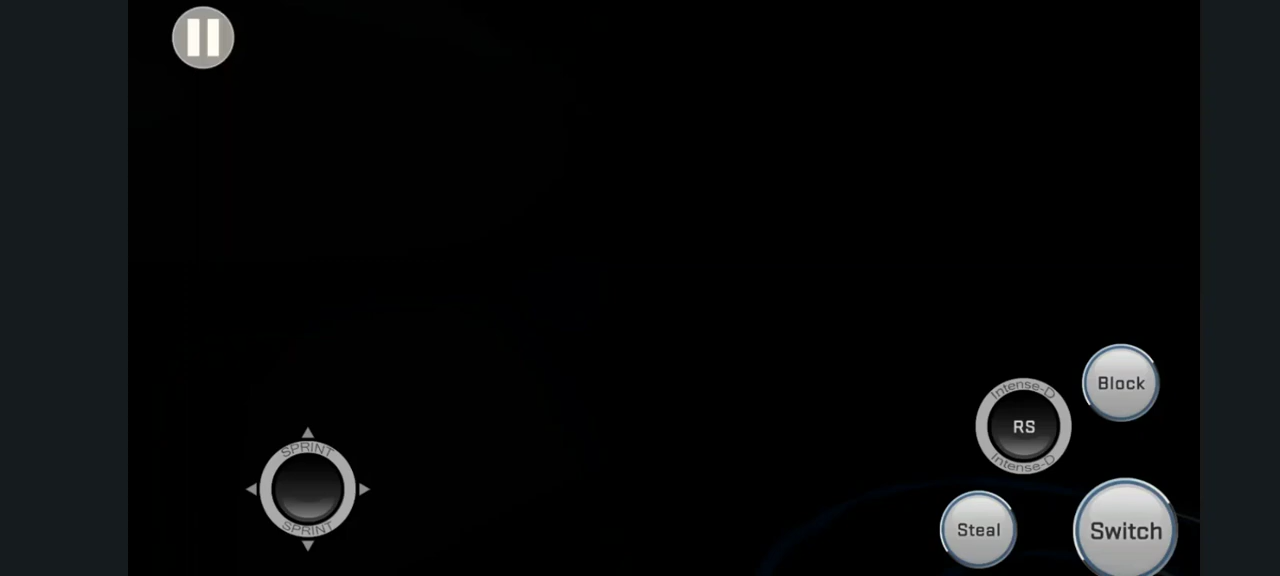 Block
Intense-D
RS
Intense-D
SPRINT
SPRINT
Steal
Switch